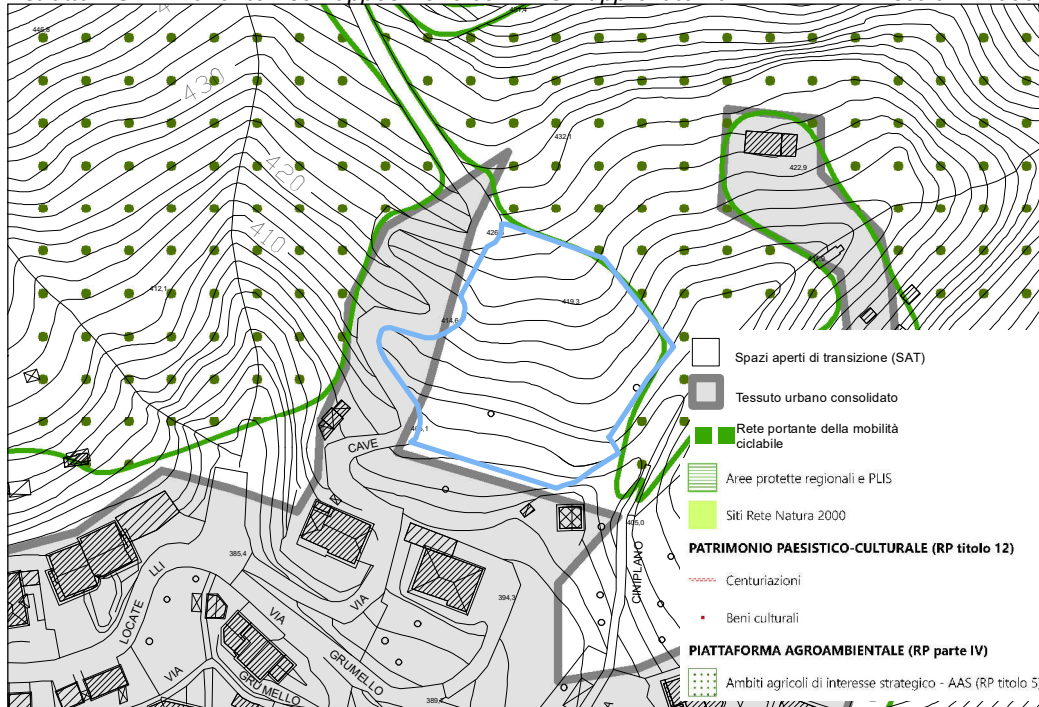 446,8
430
420
410
412,1
432,1
422,9
426
419,3
414,6
CAVE
385,4
394,3
405,0
LOCATE
LLI
VIA
VIA
VIA
GRUMELLO
GRUMELLO
CINIPLANO
Spazi aperti di transizione (SAT)
Tessuto urbano consolidato
Rete portante della mobilità
ciclabile
Aree protette regionali e PLIS
Siti Rete Natura 2000
PATRIMONIO PAESISTICO-CULTURALE (RP titolo 12)
Centuriazioni
Beni culturali
PIATTAFORMA AGROAMBIENTALE (RP parte IV)
Ambiti agricoli di interesse strategico - AAS (RP titolo 5)